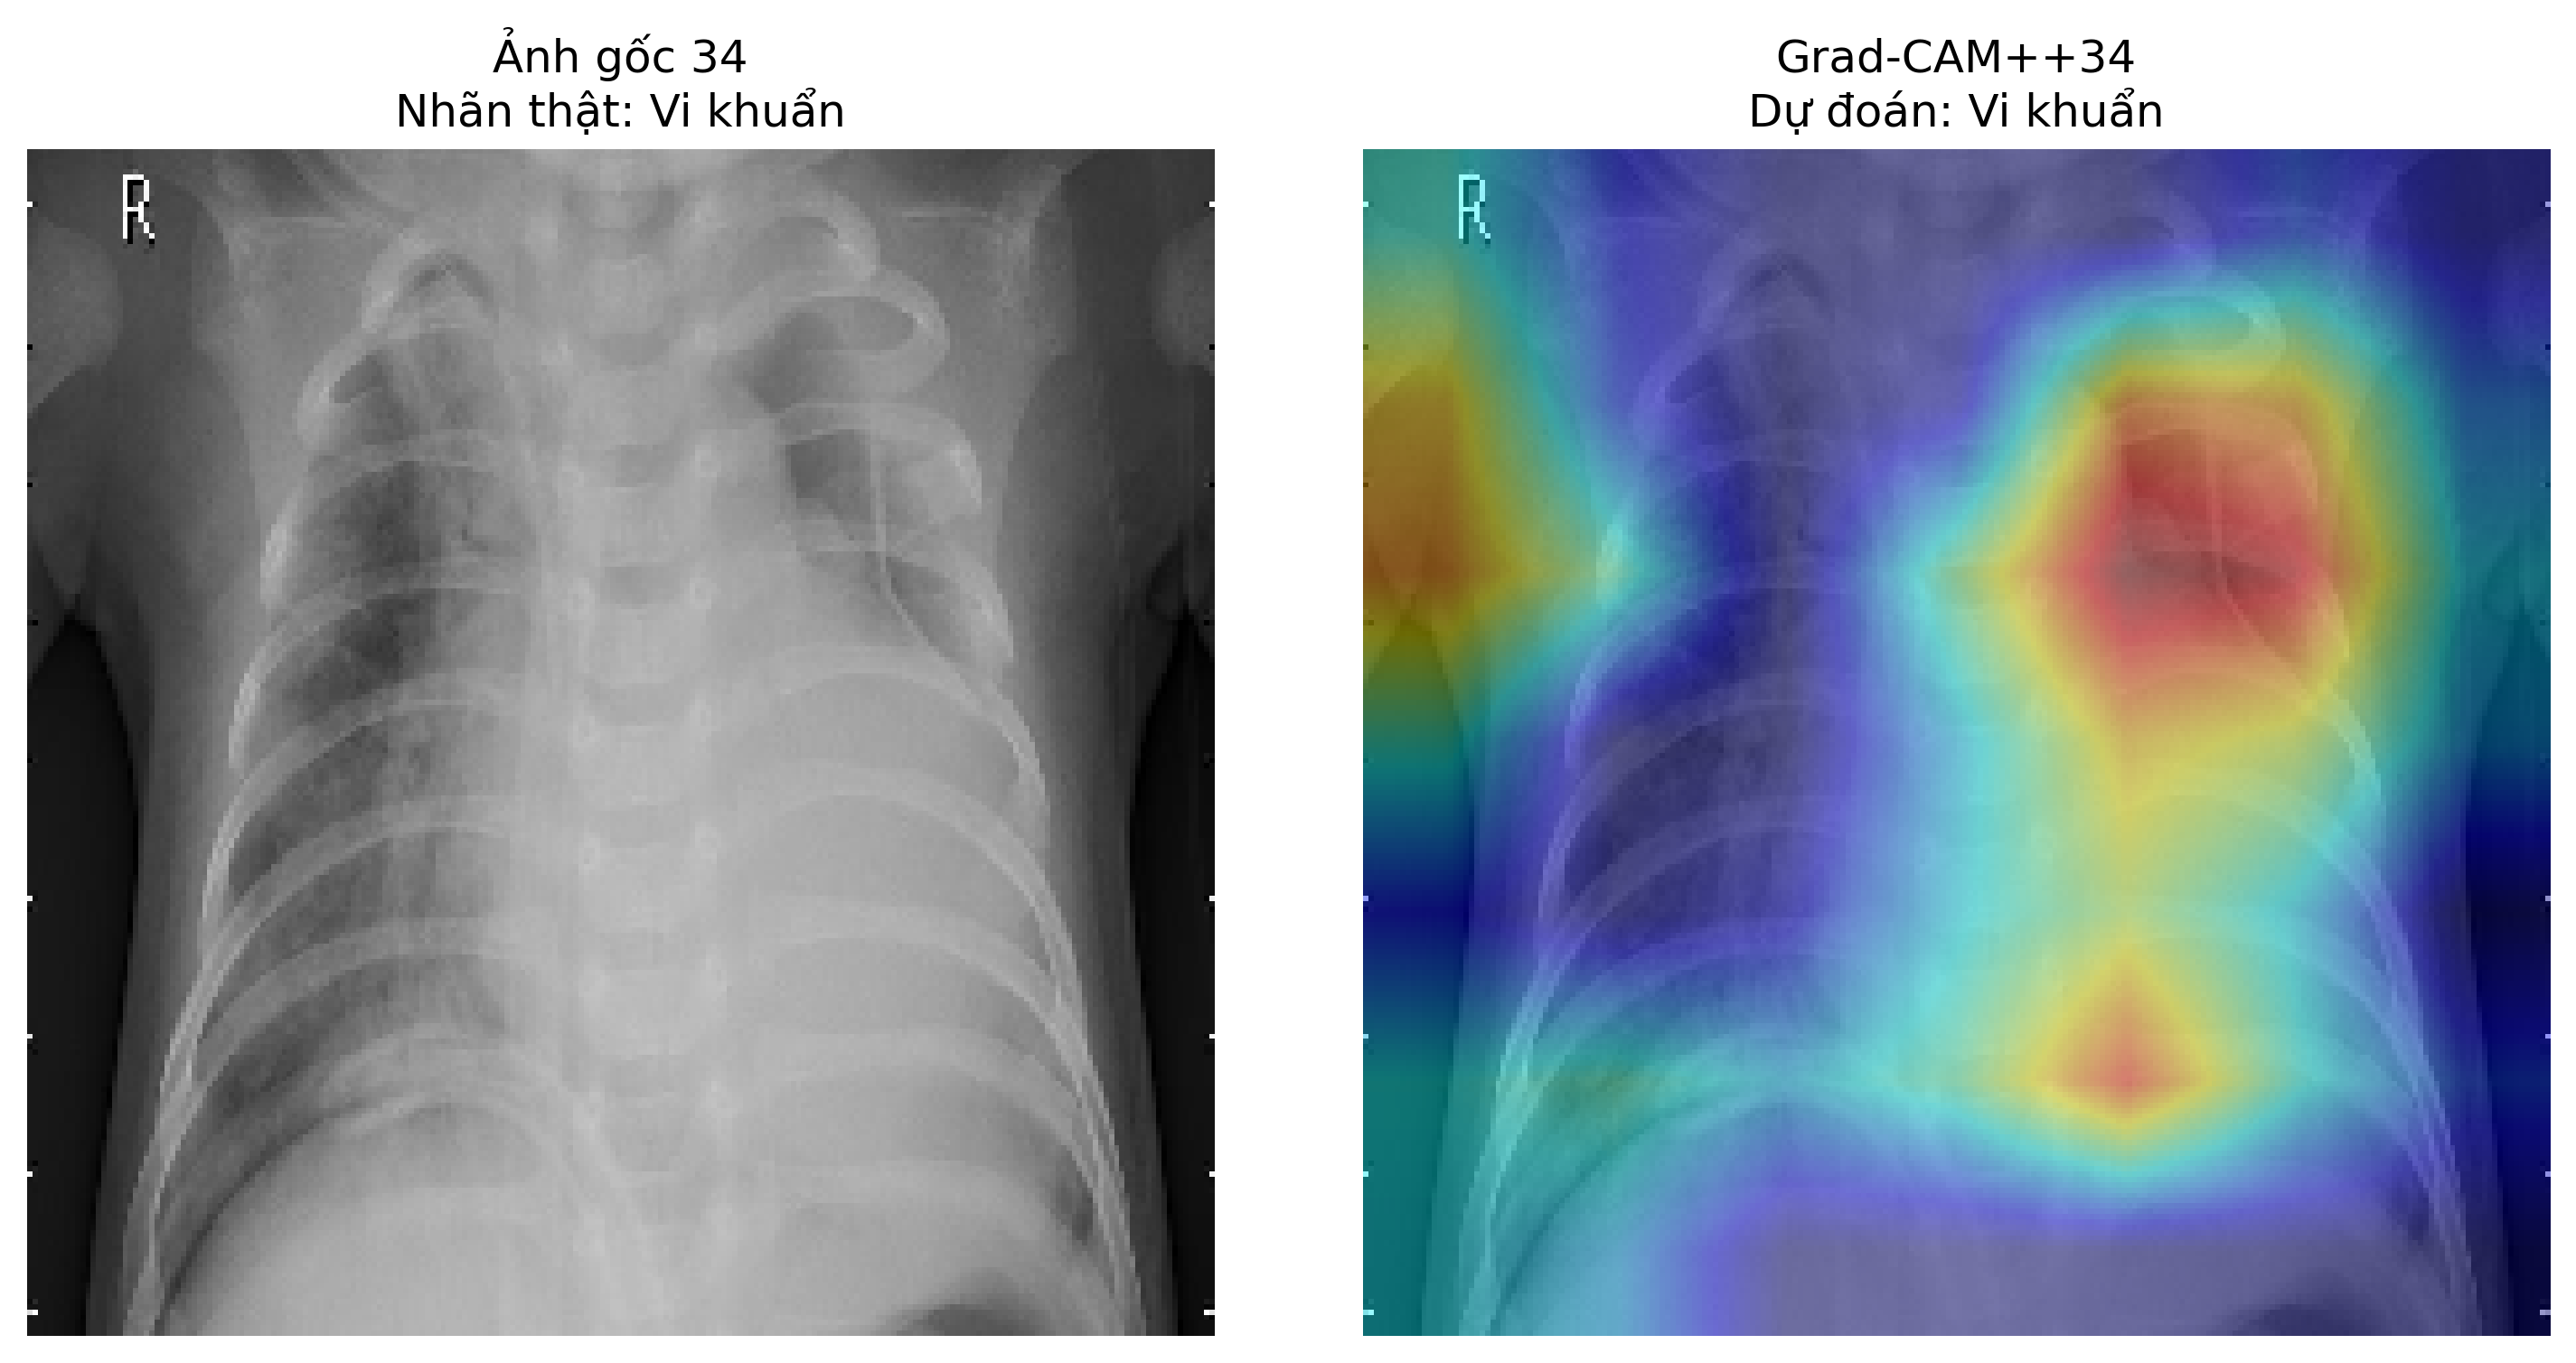 Ảnh gốc 34
Nhãn thật: Vi khuẩn
R
Grad-CAM++34
Dự đoán: Vi khuẩn
R